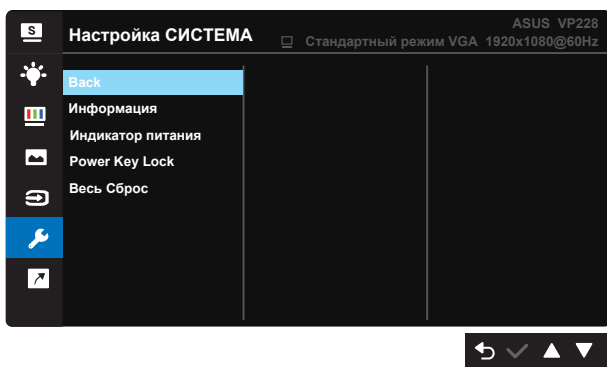 S
Настройка СИСТЕМА
ASUS VP228
Стандартный режим VGA 1920x1080@60Hz
Back
Информация
Индикатор питания
Power Key Lock
Весь Сброс